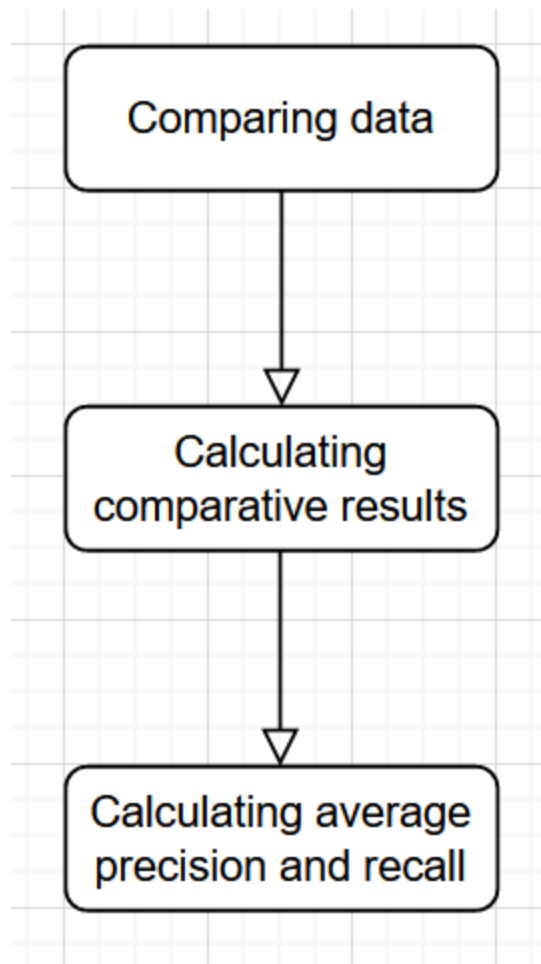 Comparing data
Calculating
comparative results
Calculating average
precision and recall